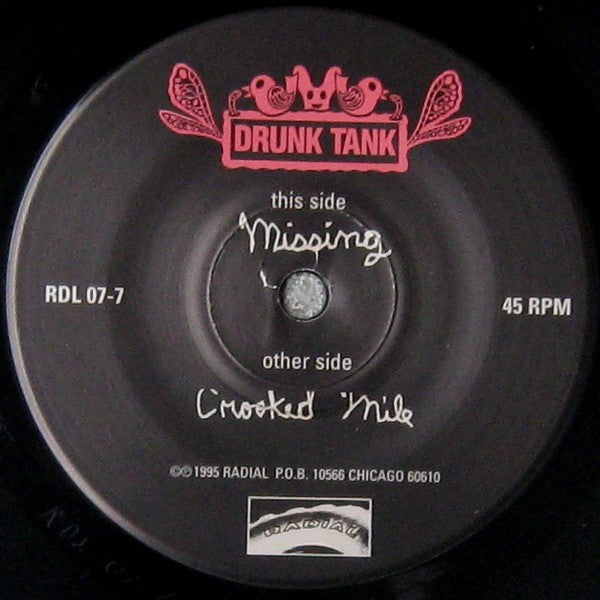 DRUNK TANK
this side
Missing
RDL 07-7
45 RPM
other side
Crooked Mile
©℗ 1995 RADIAL P.O.B. 10566 CHICAGO 60610
RADIAL